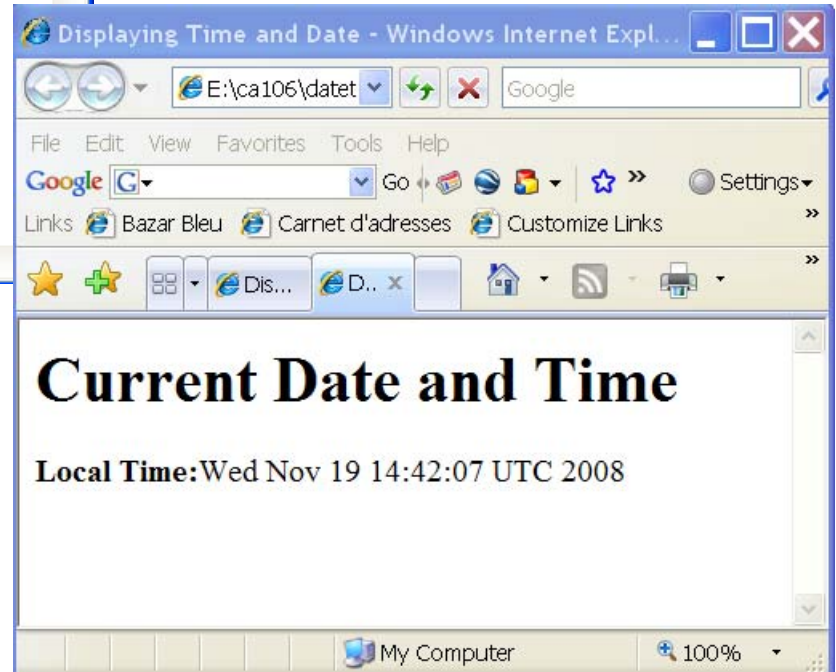 Displaying Time and Date - Windows Internet Expl...
E:\ca106\datet Google
File Edit View Favorites Tools Help
Google G Go » Settings
Links Bazar Bleu Carnet d'adresses Customize Links »
Dis... D.. x »
Current Date and Time
Local Time:Wed Nov 19 14:42:07 UTC 2008
My Computer 100%